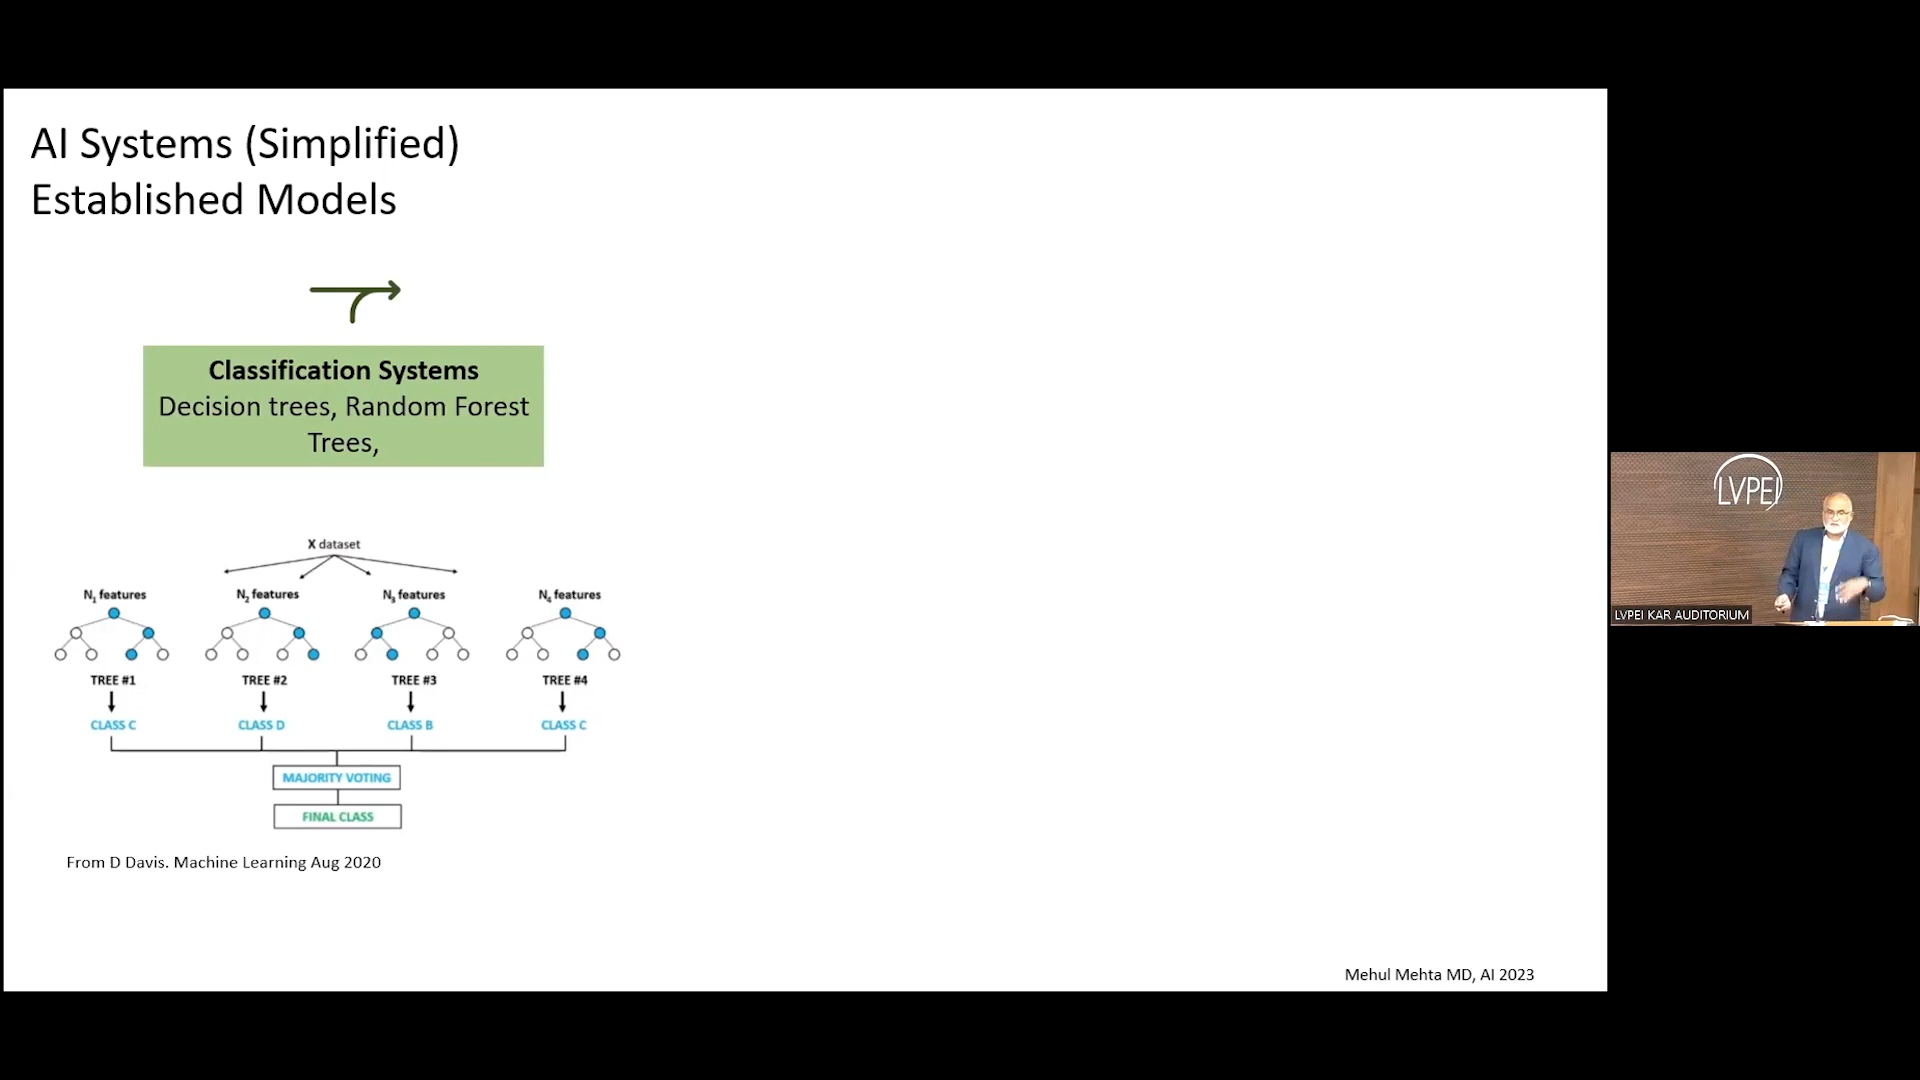 AI Systems (Simplified)
Established Models
Classification Systems
Decision trees, Random Forest
Trees,
X dataset
N1 features N2 features N3 features N4 features
TREE #1 TREE #2 TREE #3 TREE #4
CLASS C CLASS D CLASS B CLASS C
MAJORITY VOTING
FINAL CLASS
From D Davis. Machine Learning Aug 2020
Mehul Mehta MD, AI 2023
LVPEI
LVPEI KAR AUDITORIUM